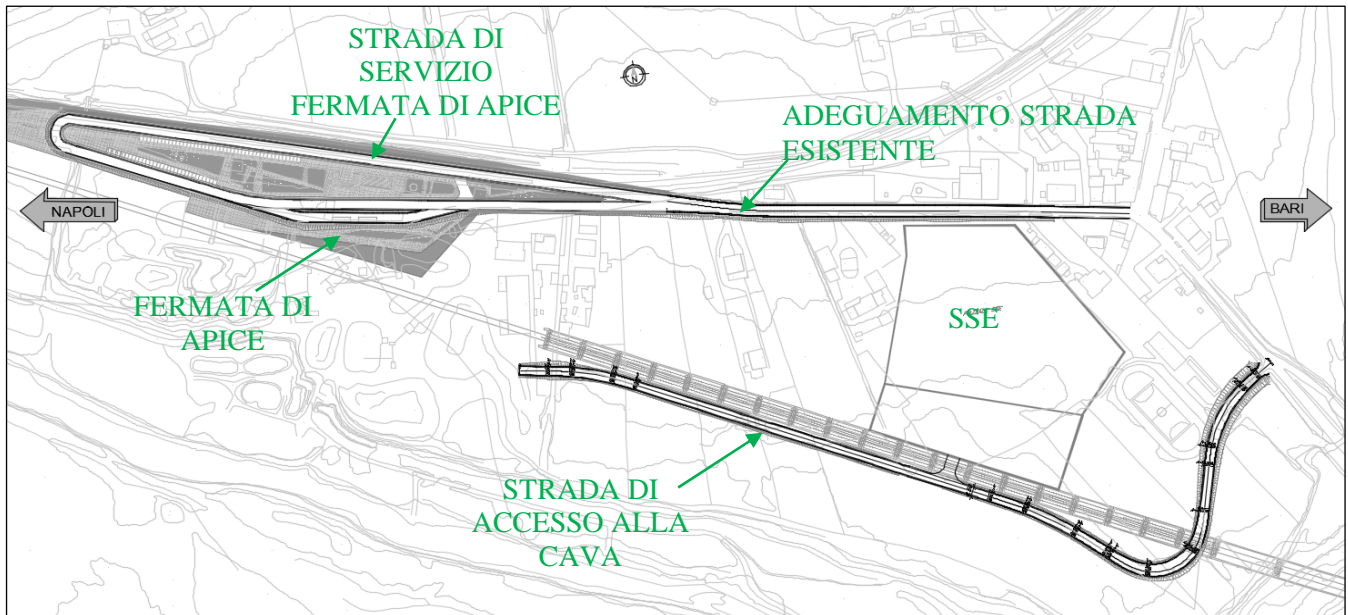 STRADA DI
SERVIZIO
FERMATA DI APICE
ADEGUAMENTO STRADA
ESISTENTE
N
NAPOLI
BARI
FERMATA DI
APICE
SSE
STRADA DI
ACCESSO ALLA
CAVA